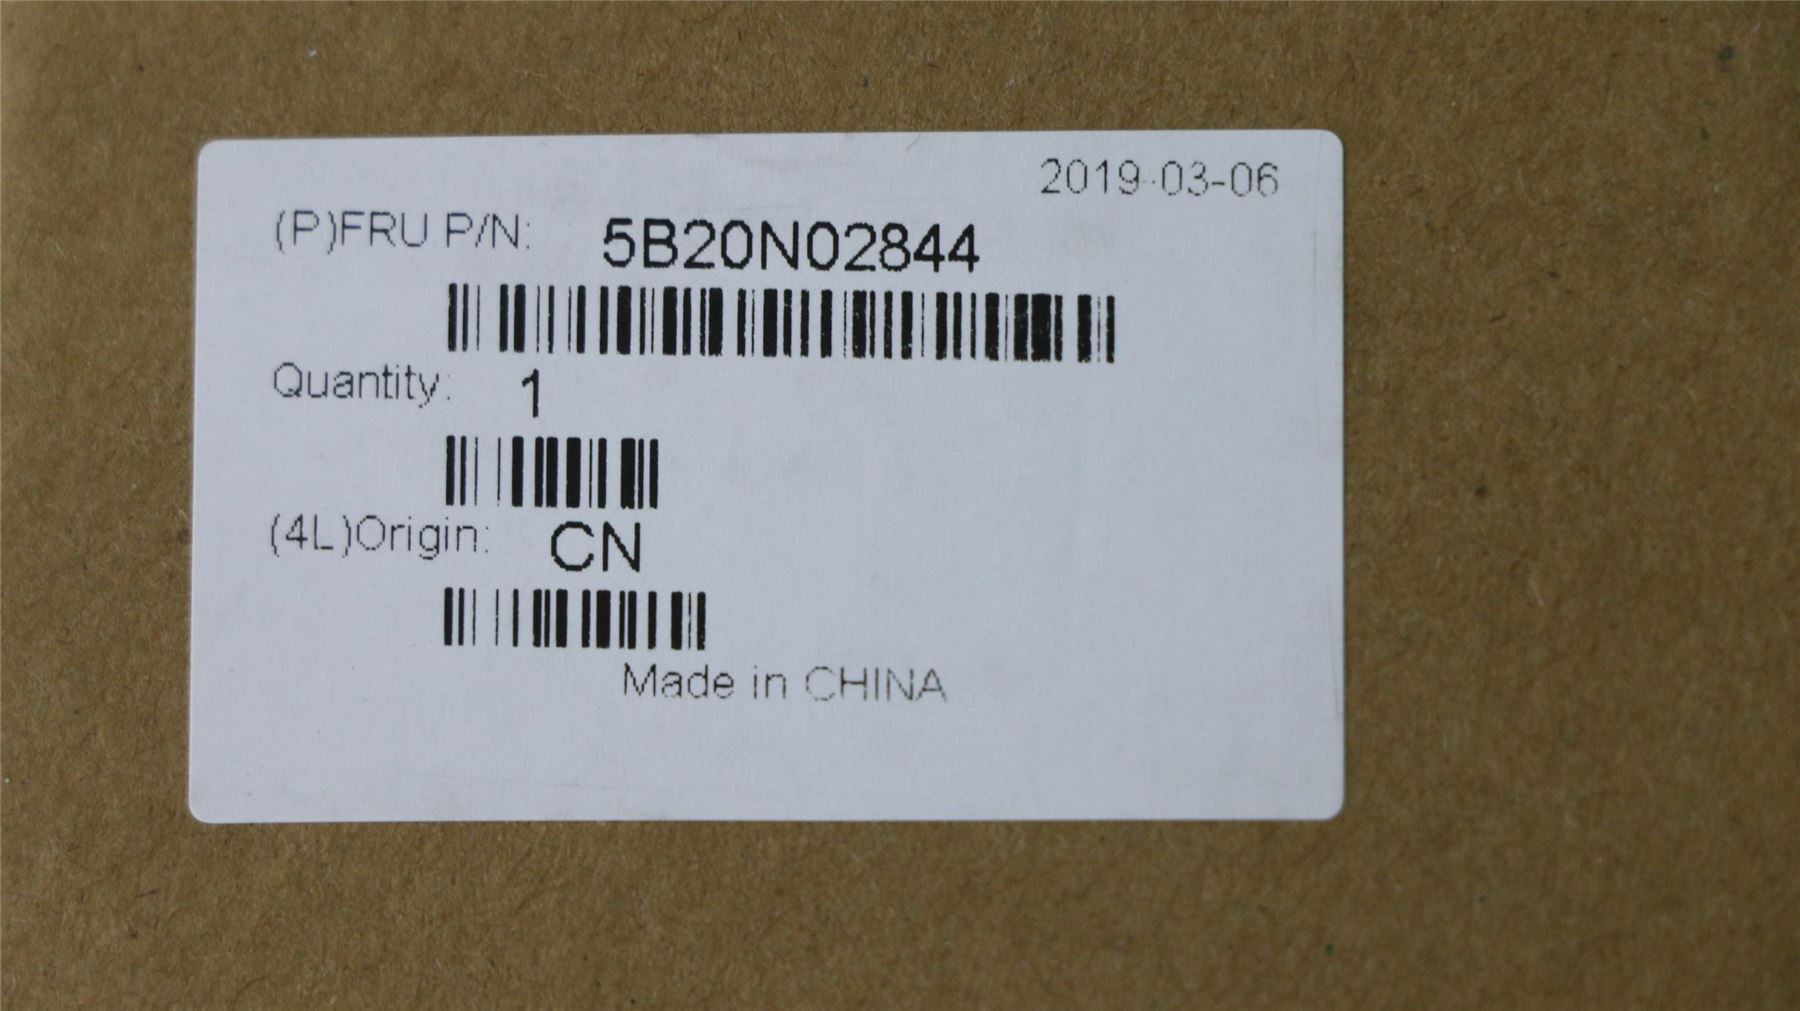 2019-03-06
(P)FRU P/N: 5B20N02844
Quantity: 1
(4L)Origin: CN
Made in CHINA